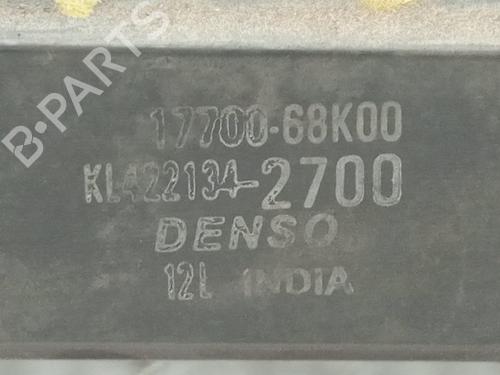 B-PARTS
17700-68K00
KL422134-2700
DENSO
12L INDIA